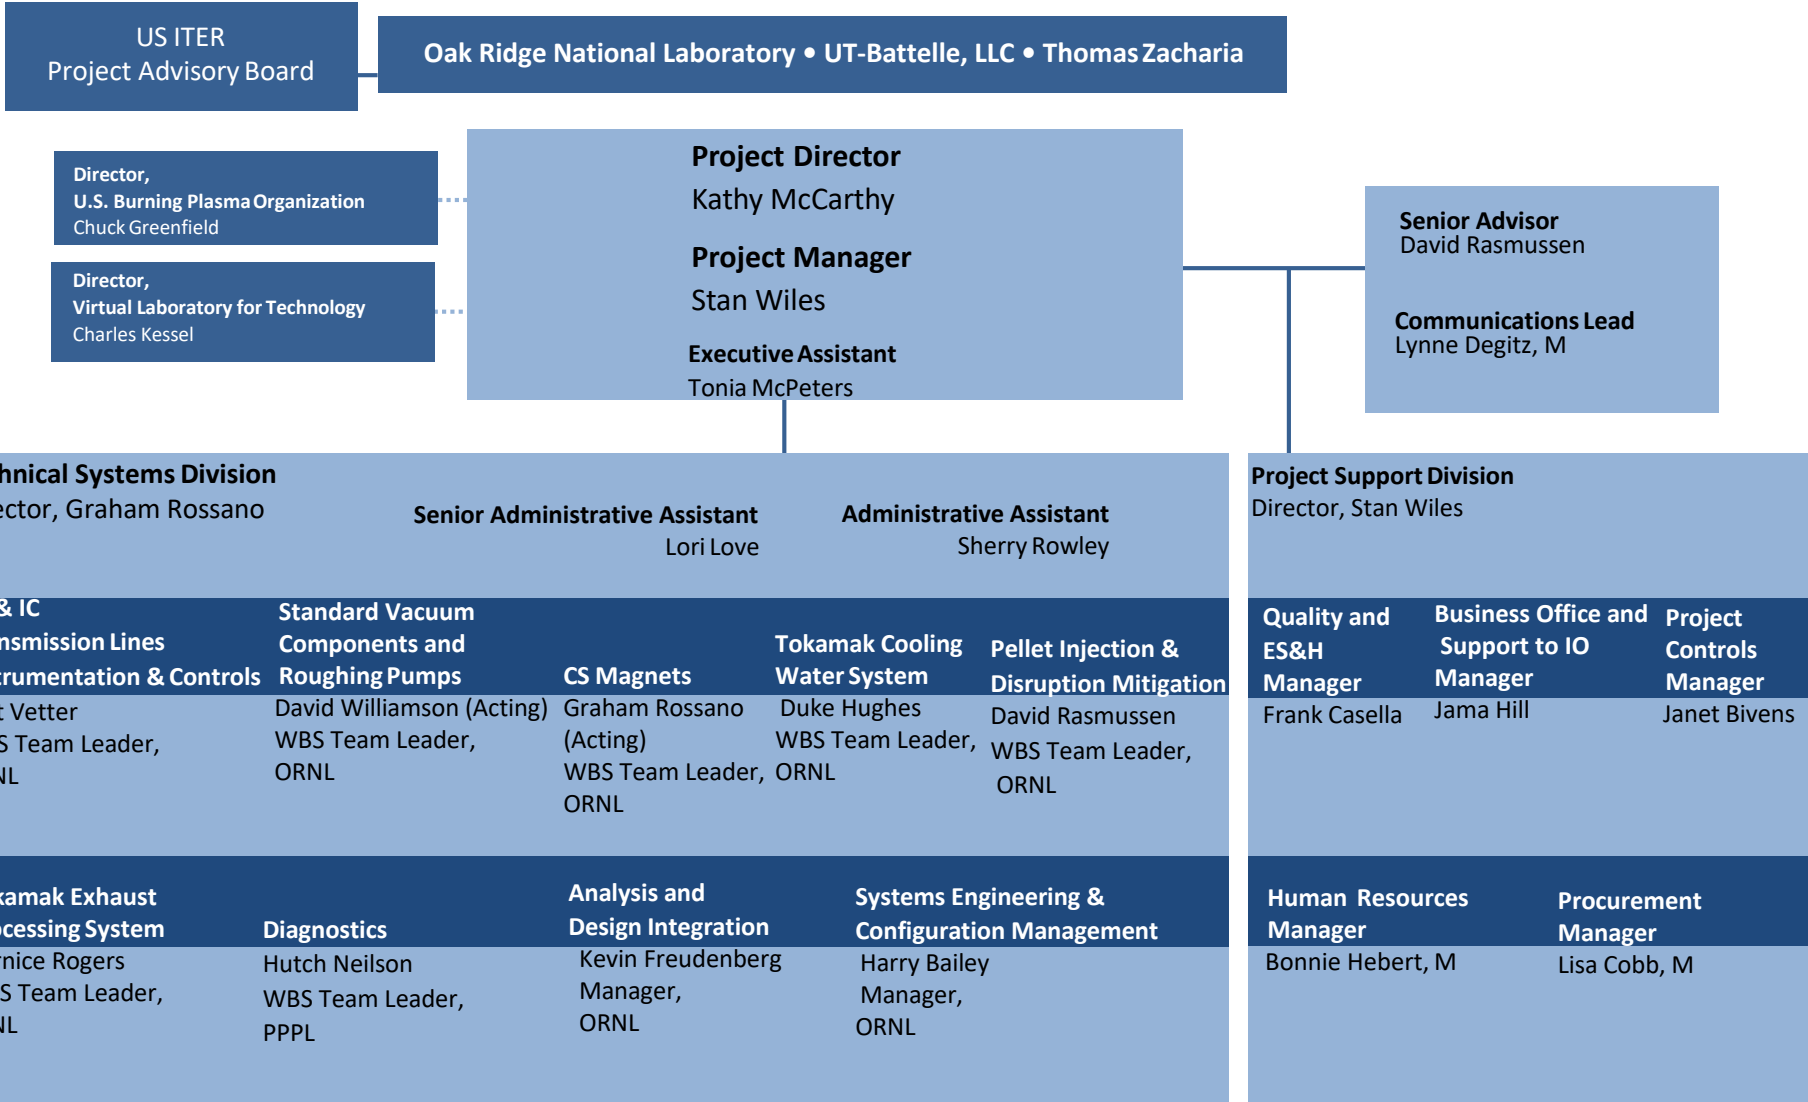 US ITER
Project Advisory Board
Oak Ridge National Laboratory • UT-Battelle, LLC • Thomas Zacharia
Director,
U.S. Burning Plasma Organization
Chuck Greenfield
Director,
Virtual Laboratory for Technology
Charles Kessel
Project Director
Kathy McCarthy
Project Manager
Stan Wiles
Executive Assistant
Tonia McPeters
Senior Advisor
David Rasmussen
Communications Lead
Lynne Degitz, M
hnical Systems Division
ector, Graham Rossano
Senior Administrative Assistant
Lori Love
Administrative Assistant
Sherry Rowley
& IC
nsmission Lines
trumentation & Controls
t Vetter
S Team Leader,
NL
Standard Vacuum
Components and
Roughing Pumps
David Williamson (Acting)
WBS Team Leader,
ORNL
CS Magnets
Graham Rossano
(Acting)
WBS Team Leader,
ORNL
Tokamak Cooling
Water System
Duke Hughes
WBS Team Leader,
ORNL
Pellet Injection &
Disruption Mitigation
David Rasmussen
WBS Team Leader,
ORNL
kamak Exhaust
ocessing System
rnice Rogers
S Team Leader,
NL
Diagnostics
Hutch Neilson
WBS Team Leader,
PPPL
Analysis and
Design Integration
Kevin Freudenberg
Manager,
ORNL
Systems Engineering &
Configuration Management
Harry Bailey
Manager,
ORNL
Project Support Division
Director, Stan Wiles
Quality and
ES&H
Manager
Frank Casella
Business Office and
Support to IO
Manager
Jama Hill
Project
Controls
Manager
Janet Bivens
Human Resources
Manager
Bonnie Hebert, M
Procurement
Manager
Lisa Cobb, M